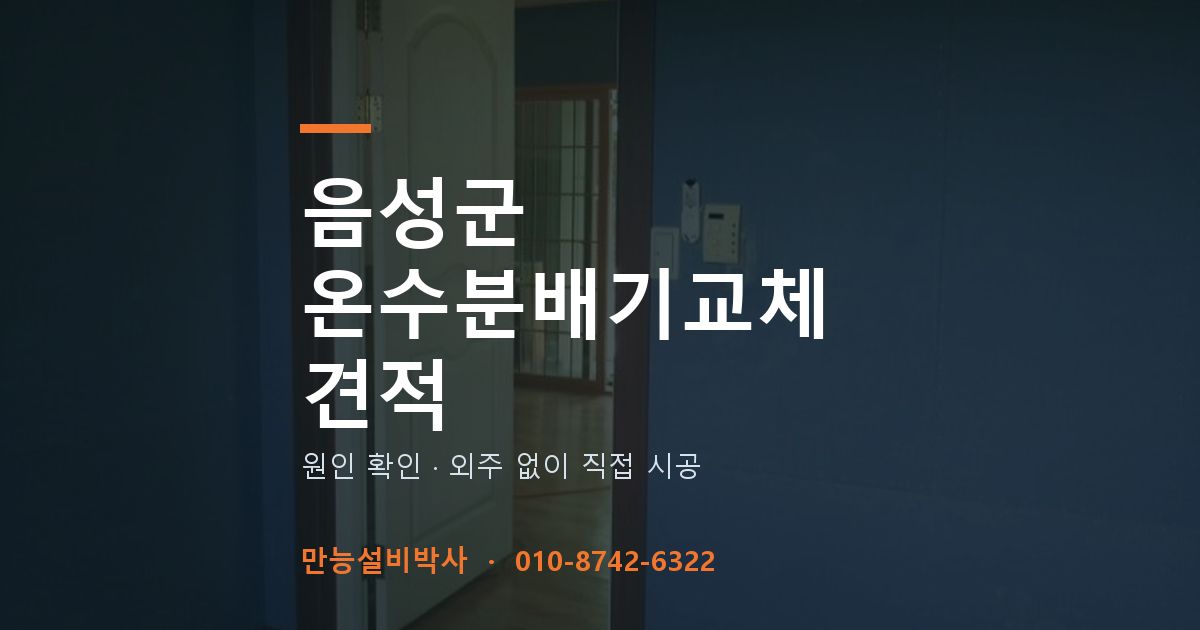 음성군
온수분배기교체
견적
원인 확인 · 외주 없이 직접 시공
만능설비박사 · 010-8742-6322